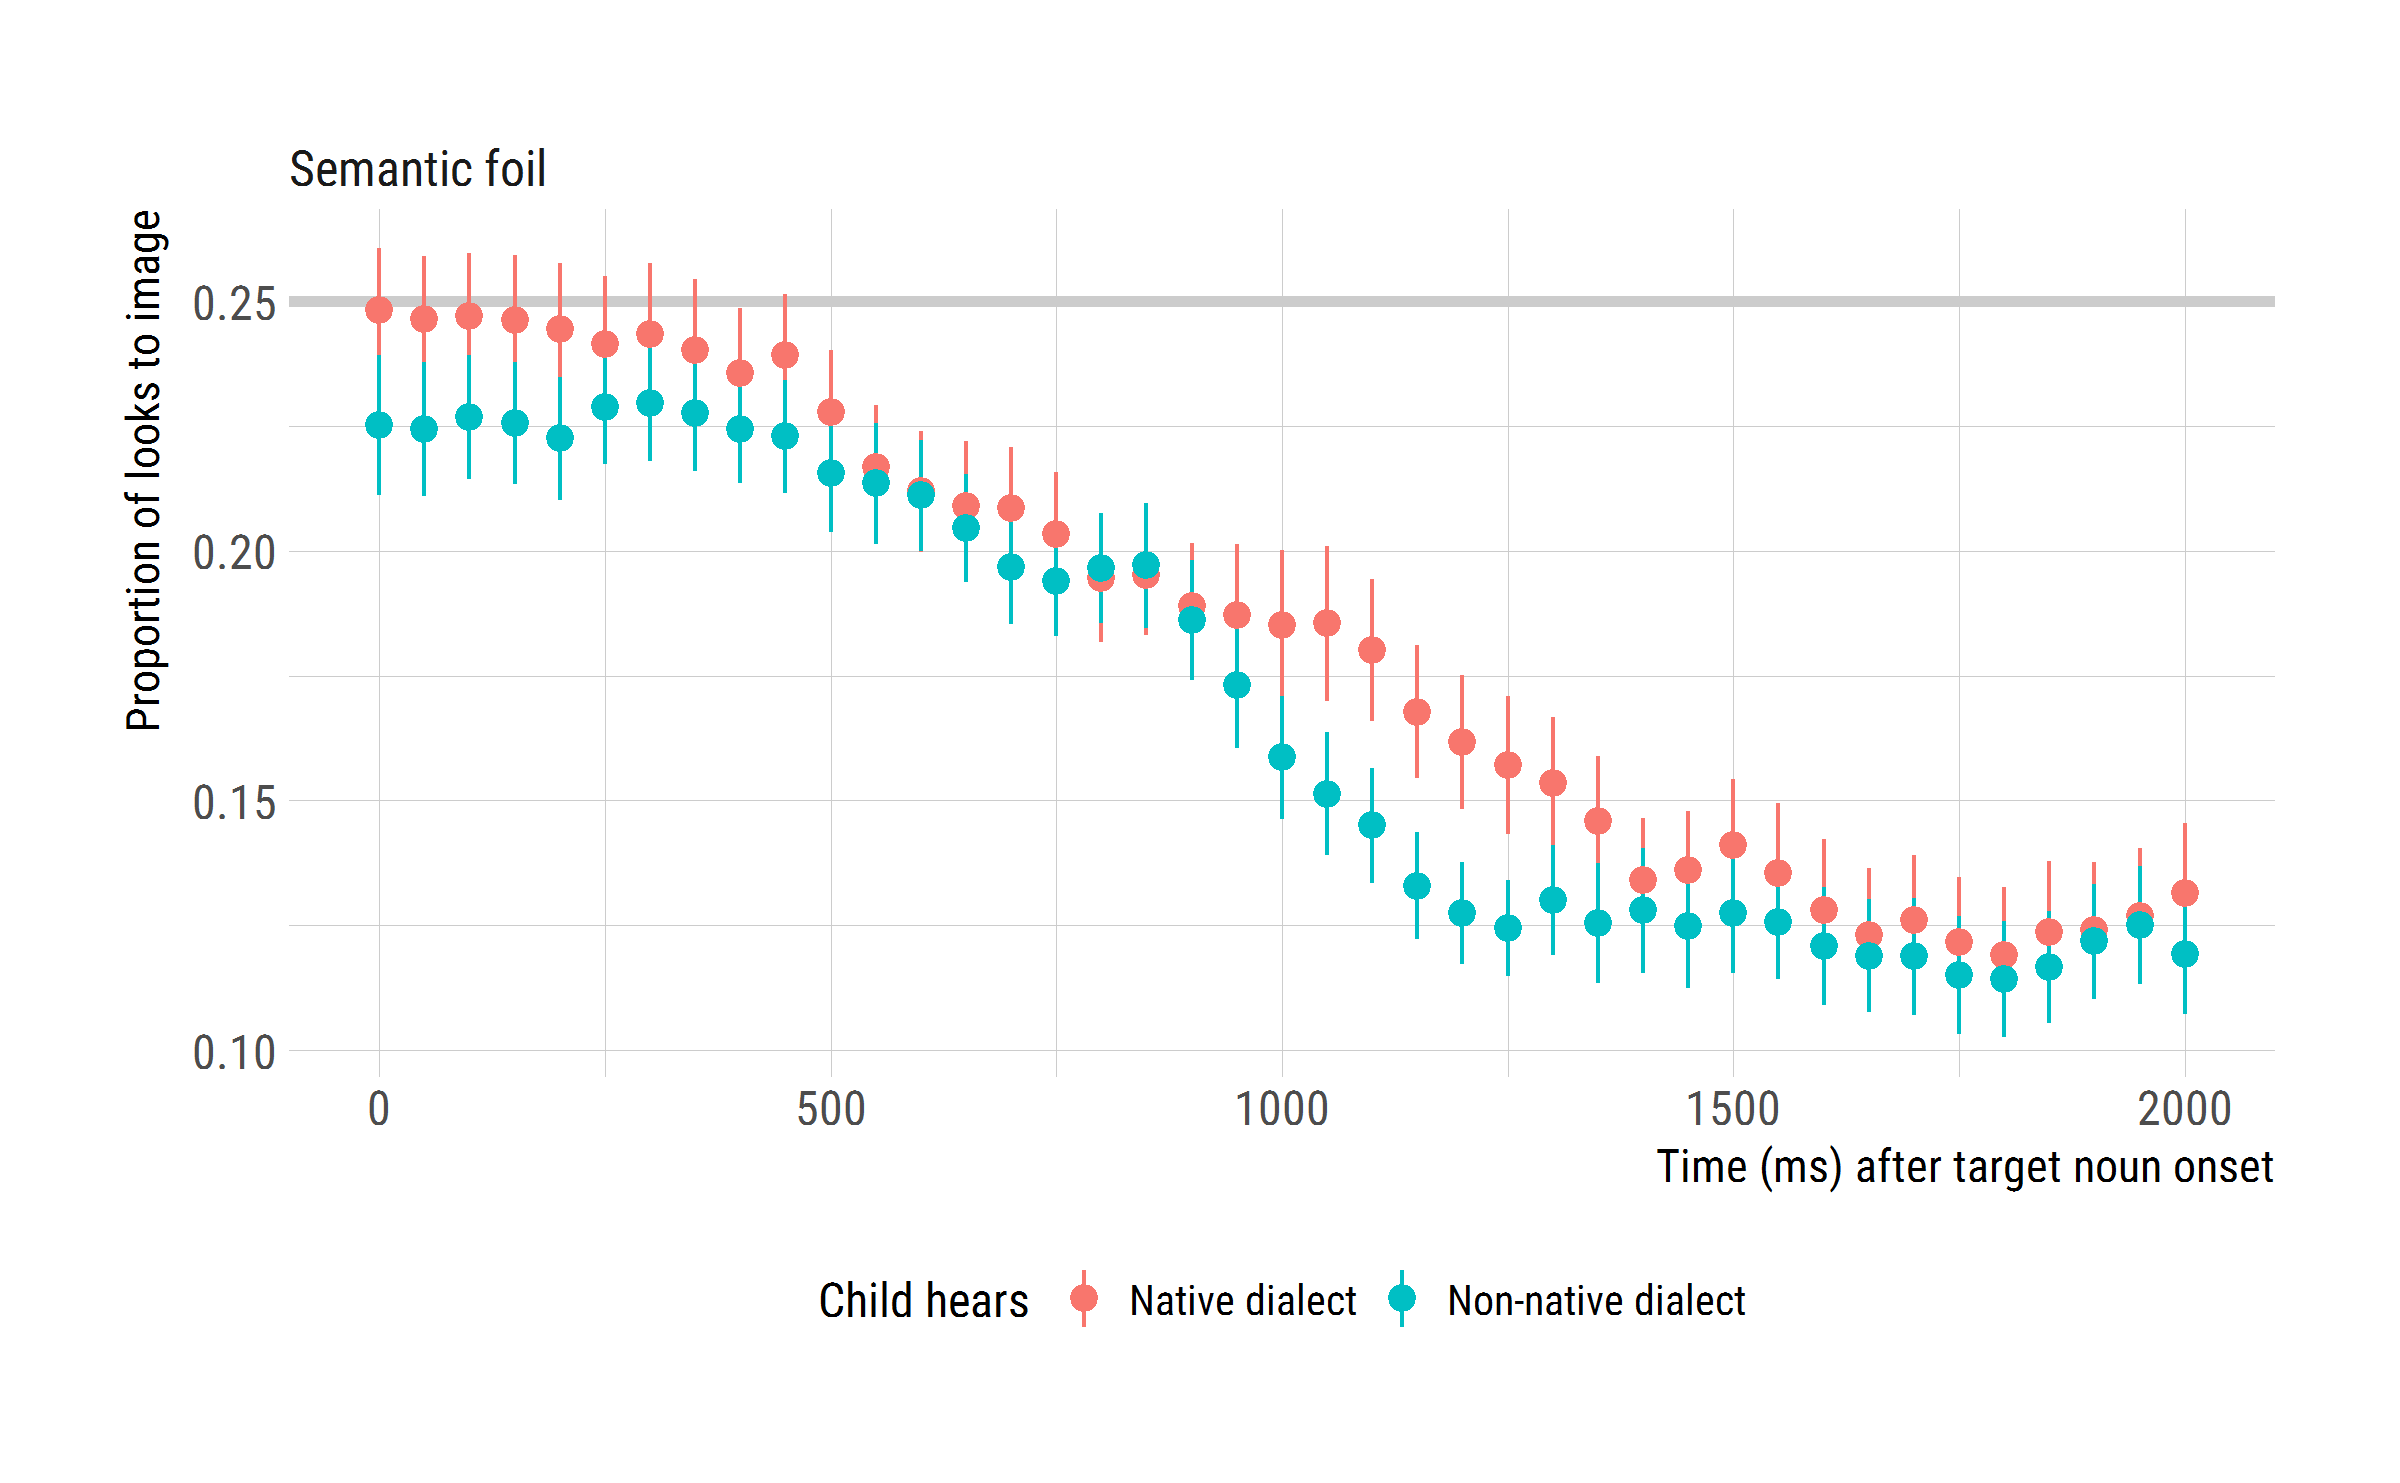 Semantic foil
Proportion of looks to image
0.25
0.20
0.15
0.10
0 500 1000 1500 2000
Time (ms) after target noun onset
Child hears Native dialect Non-native dialect